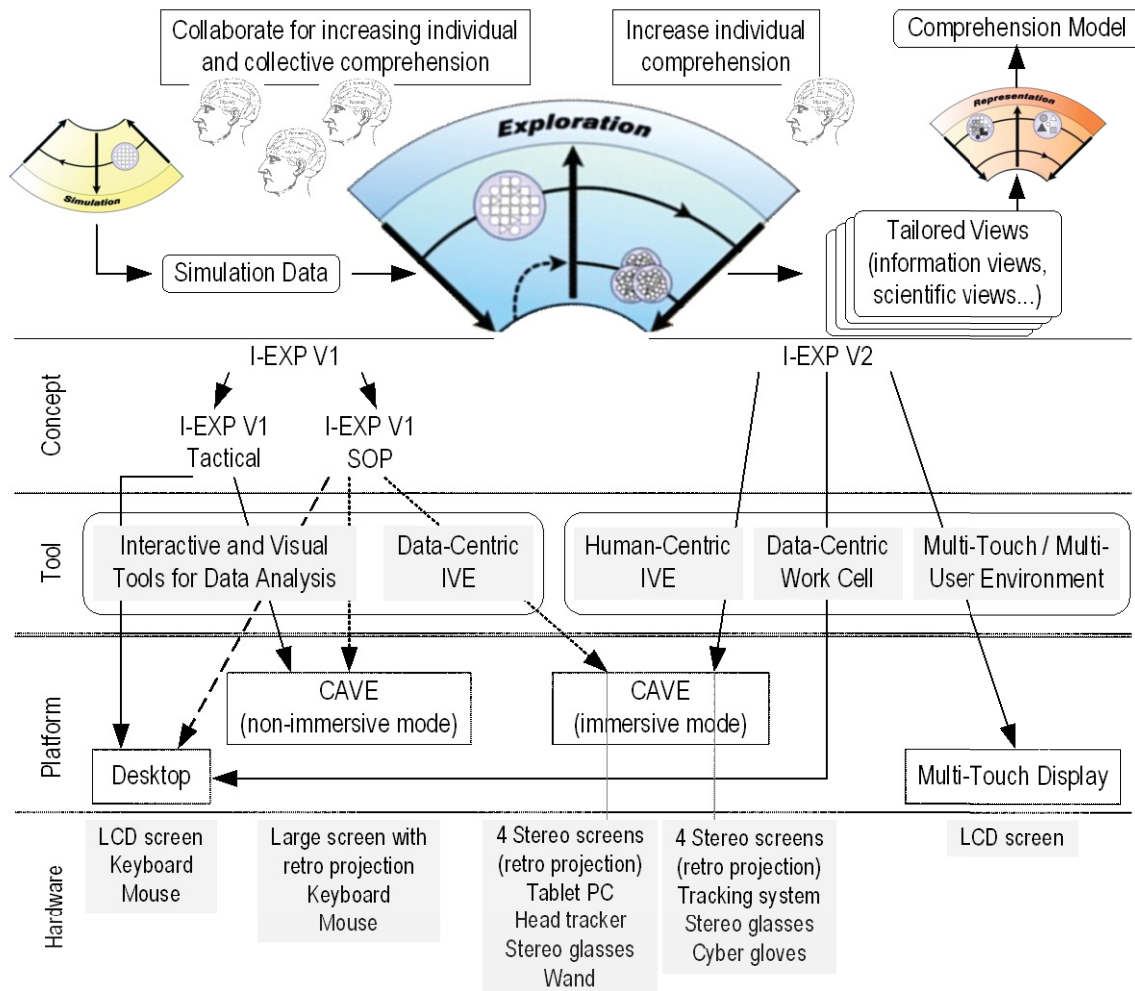 Collaborate for increasing individual
and collective comprehension
Increase individual
comprehension
Comprehension Model
Exploration
Representation
Simulation
Simulation Data
Tailored Views
(information views,
scientific views...)
Concept
I-EXP V1
I-EXP V2
I-EXP V1
Tactical
I-EXP V1
SOP
Tool
Interactive and Visual
Tools for Data Analysis
Data-Centric
IVE
Human-Centric
IVE
Data-Centric
Work Cell
Multi-Touch / Multi-
User Environment
Platform
CAVE
(non-immersive mode)
CAVE
(immersive mode)
Desktop
Multi-Touch Display
Hardware
LCD screen
Keyboard
Mouse
Large screen with
retro projection
Keyboard
Mouse
4 Stereo screens
(retro projection)
Tablet PC
Head tracker
Stereo glasses
Wand
4 Stereo screens
(retro projection)
Tracking system
Stereo glasses
Cyber gloves
LCD screen